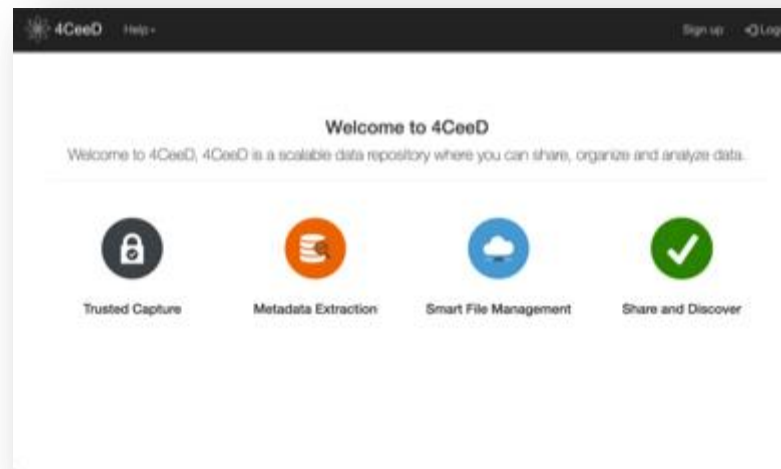 4CeeD Help Sign up Log
Welcome to 4CeeD
Welcome to 4CeeD, 4CeeD is a scalable data repository where you can share, organize and analyze data.
Trusted Capture Metadata Extraction Smart File Management Share and Discover